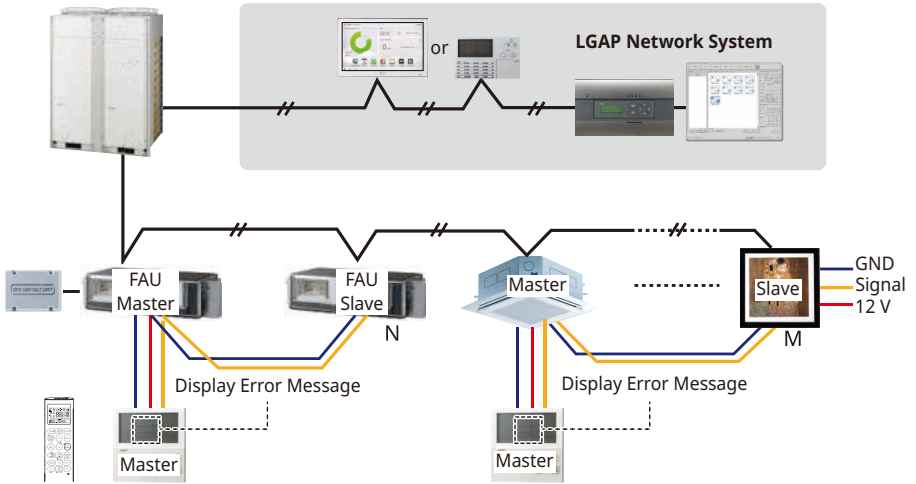 or
LGAP Network System
FAU
Master
FAU
Slave
N
Master
Slave
M
GND
Signal
12 V
Display Error Message
Display Error Message
Master
Master